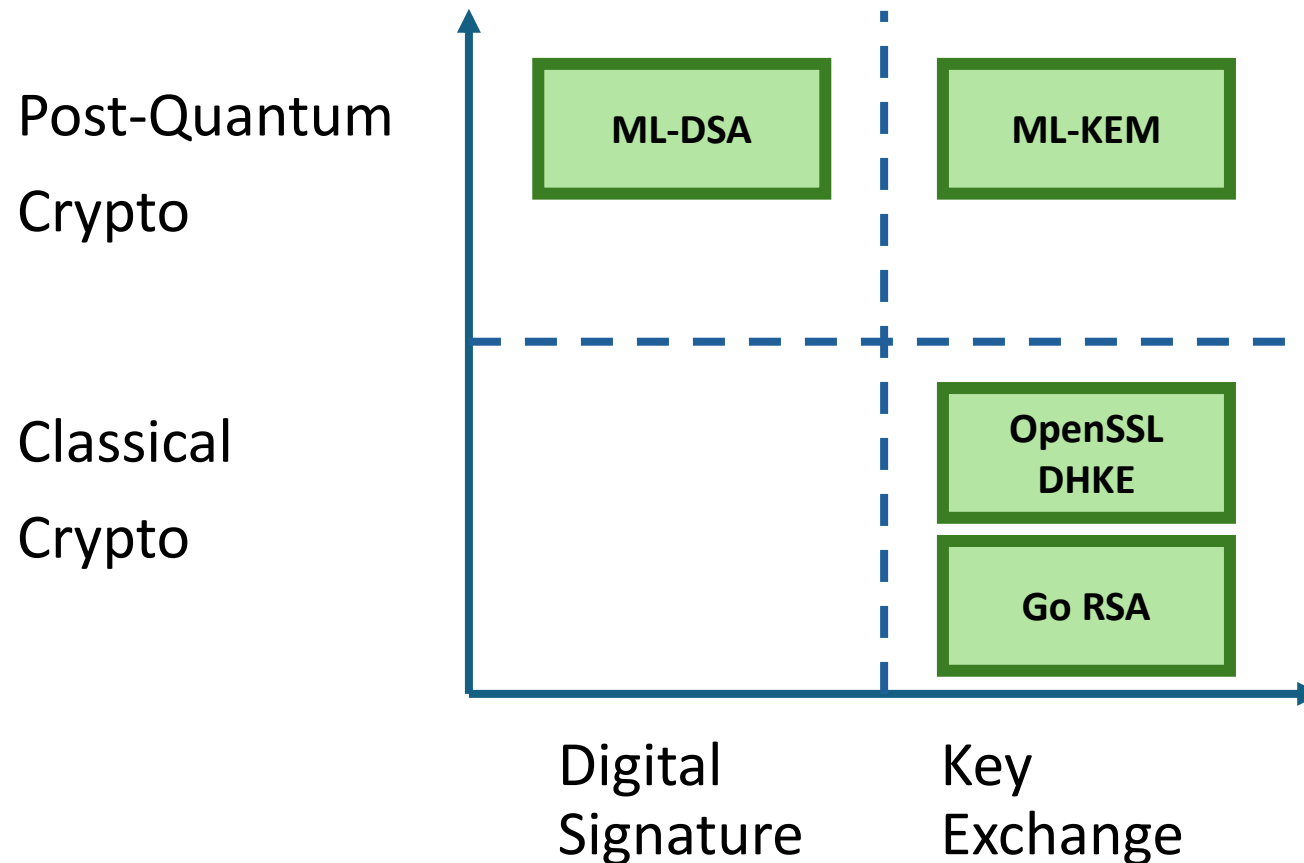 Post-Quantum
Crypto
ML-DSA
ML-KEM
Classical
Crypto
OpenSSL
DHKE
Go RSA
Digital
Signature
Key
Exchange